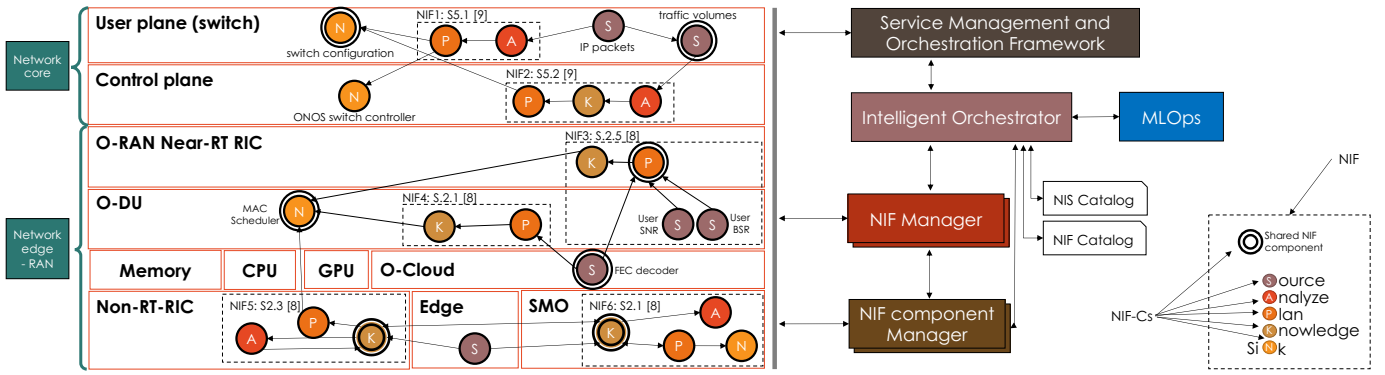 User plane (switch)
N
switch configuration
NIF1: S5.1 [9]
P
A
S
IP packets
traffic volumes
S
Network
core
Control plane
N
ONOS switch controller
NIF2: S5.2 [9]
P
K
A
O-RAN Near-RT RIC
NIF3: S.2.5 [8]
K
P
O-DU
MAC
Scheduler
N
NIF4: S.2.1 [8]
K
P
User
SNR
S
S
User
BSR
Network
edge
- RAN
Memory
CPU
GPU
O-Cloud
S
FEC decoder
Non-RT-RIC
NIF5: S2.3 [8]
A
P
K
Edge
S
SMO
NIF6: S2.1 [8]
K
A
P
N
Service Management and
Orchestration Framework
Intelligent Orchestrator
MLOps
NIF Manager
NIS Catalog
NIF Catalog
NIF component
Manager
NIF
Shared NIF
component
Source
Analyze
Plan
Knowledge
SiNk
NIF-Cs